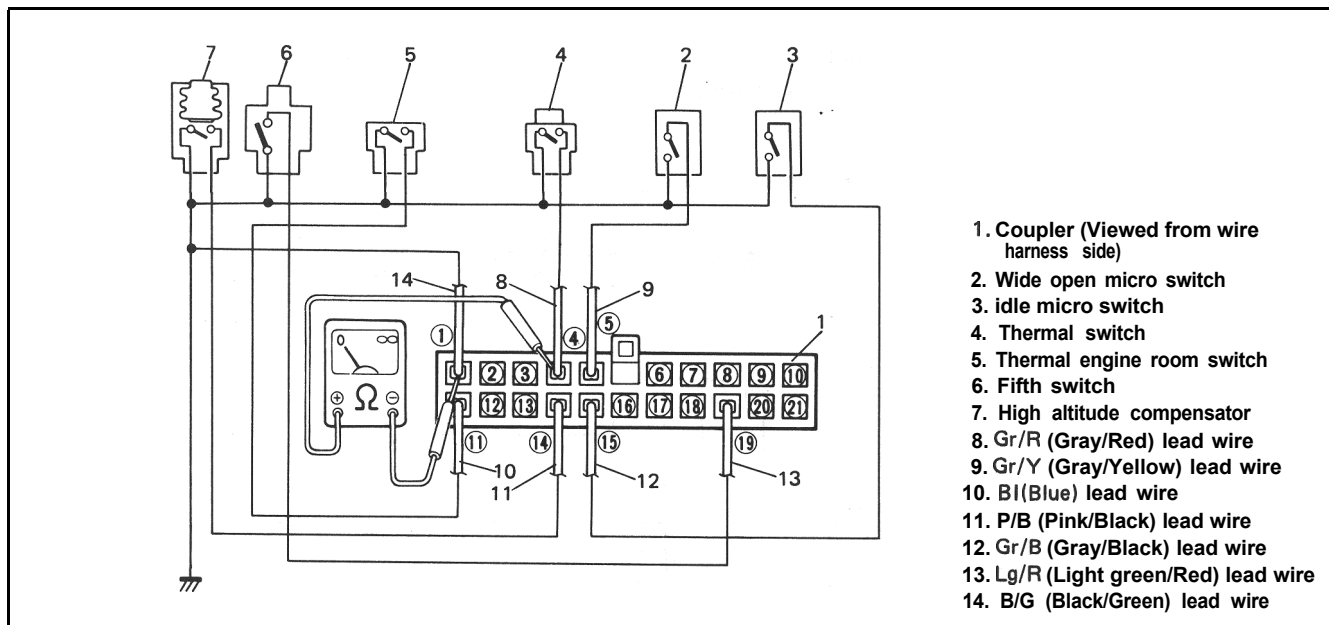 7
6
5
4
2
3
14
8
9
①
④
⑤
1
0
∞
Ω
⊕
⊖
② ③ ⑥ ⑦ ⑧ ⑨ ⑩
⑫ ⑬ ⑯ ⑰ ⑱ ⑳ ㉑
⑪
⑭
⑮
⑲
10
11
12
13
1. Coupler (Viewed from wire
harness side)
2. Wide open micro switch
3. idle micro switch
4. Thermal switch
5. Thermal engine room switch
6. Fifth switch
7. High altitude compensator
8. Gr/R (Gray/Red) lead wire
9. Gr/Y (Gray/Yellow) lead wire
10. Bl(Blue) lead wire
11. P/B (Pink/Black) lead wire
12. Gr/B (Gray/Black) lead wire
13. Lg/R (Light green/Red) lead wire
14. B/G (Black/Green) lead wire